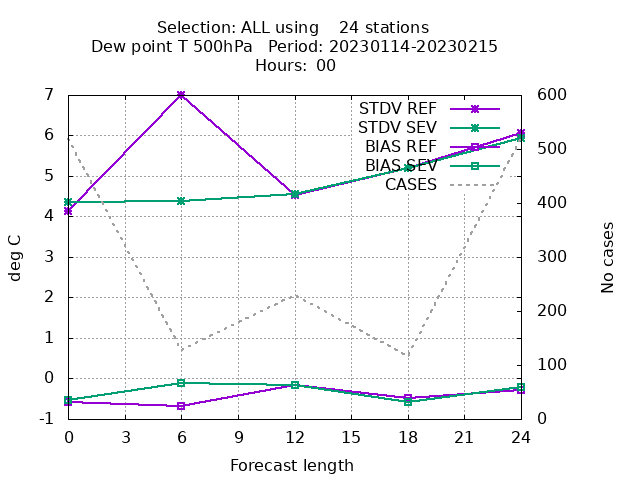 Selection: ALL using    24 stations
Dew point T 500hPa   Period: 20230114-20230215
Hours: 00
7
6
5
4
3
2
1
0
-1
deg C
600
500
400
300
200
100
0
No cases
STDV REF
STDV SEV
BIAS REF
BIAS SEV
CASES
0 3 6 9 12 15 18 21 24
Forecast length